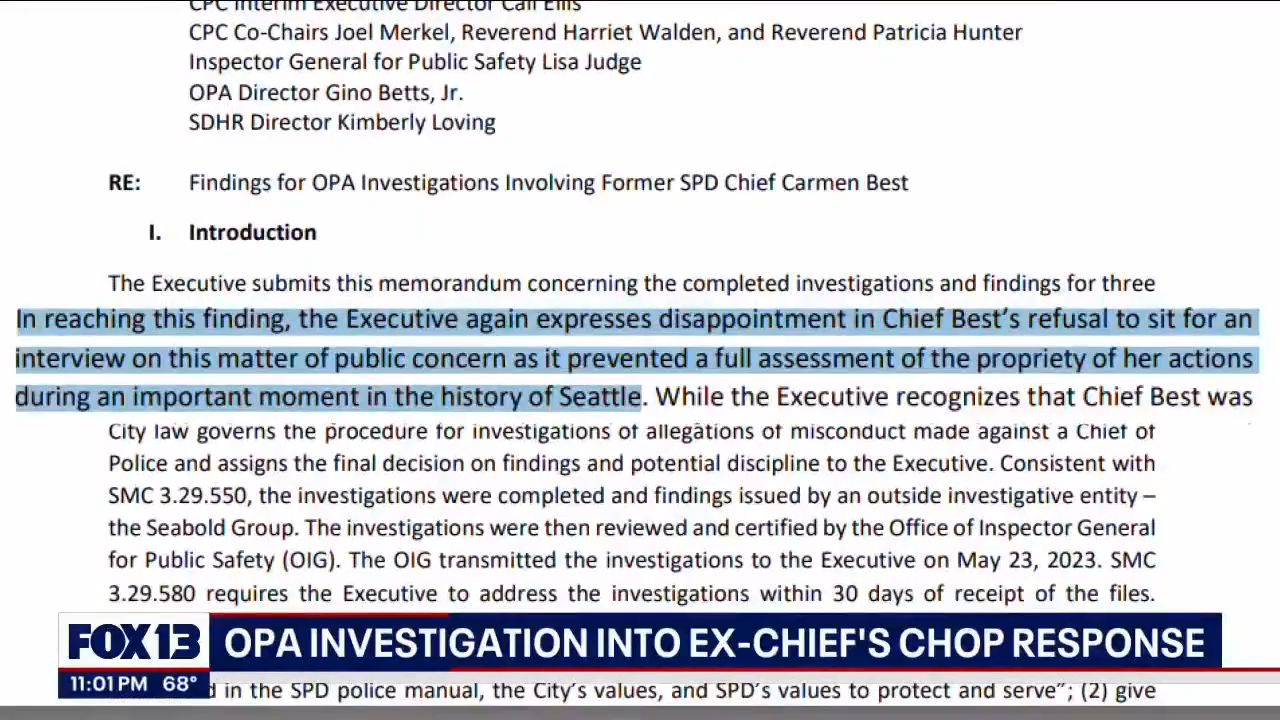 CPC Interim Executive Director Cali Ellis
CPC Co-Chairs Joel Merkel, Reverend Harriet Walden, and Reverend Patricia Hunter
Inspector General for Public Safety Lisa Judge
OPA Director Gino Betts, Jr.
SDHR Director Kimberly Loving
RE: Findings for OPA Investigations Involving Former SPD Chief Carmen Best
I. Introduction
The Executive submits this memorandum concerning the completed investigations and findings for three
In reaching this finding, the Executive again expresses disappointment in Chief Best’s refusal to sit for an
interview on this matter of public concern as it prevented a full assessment of the propriety of her actions
during an important moment in the history of Seattle. While the Executive recognizes that Chief Best was
City law governs the procedure for investigations of allegations of misconduct made against a Chief of
Police and assigns the final decision on findings and potential discipline to the Executive. Consistent with
SMC 3.29.550, the investigations were completed and findings issued by an outside investigative entity –
the Seabold Group. The investigations were then reviewed and certified by the Office of Inspector General
for Public Safety (OIG). The OIG transmitted the investigations to the Executive on May 23, 2023. SMC
3.29.580 requires the Executive to address the investigations within 30 days of receipt of the files.
FOX 13 OPA INVESTIGATION INTO EX-CHIEF'S CHOP RESPONSE
11:01 PM 68°
in the SPD police manual, the City’s values, and SPD’s values to protect and serve”; (2) give